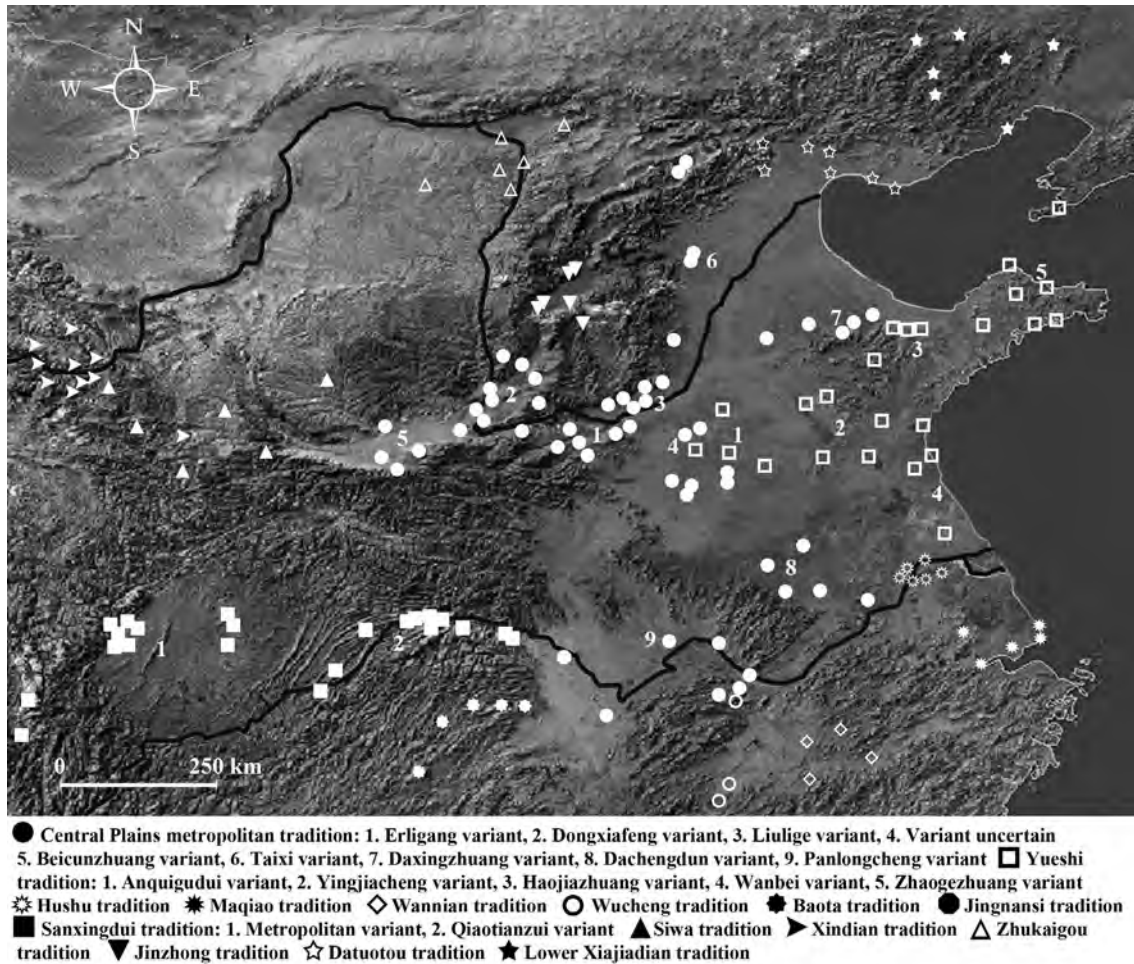 N
W E
S
6
5
7
3
2
3
5
1
4
1
2
4
8
1
2
9
0 250 km
Central Plains metropolitan tradition: 1. Erligang variant, 2. Dongxiafeng variant, 3. Liulige variant, 4. Variant uncertain
5. Beicunzhuang variant, 6. Taixi variant, 7. Daxingzhuang variant, 8. Dachengdun variant, 9. Panlongcheng variant Yueshi
tradition: 1. Anquigudui variant, 2. Yingjiacheng variant, 3. Haojiazhuang variant, 4. Wanbei variant, 5. Zhaogezhuang variant
Hushu tradition Maqiao tradition Wannian tradition Wucheng tradition Baota tradition Jingnansi tradition
Sanxingdui tradition: 1. Metropolitan variant, 2. Qiaotianzui variant Siwa tradition Xindian tradition Zhukaigou
tradition Jinzhong tradition Datuotou tradition Lower Xiajiadian tradition